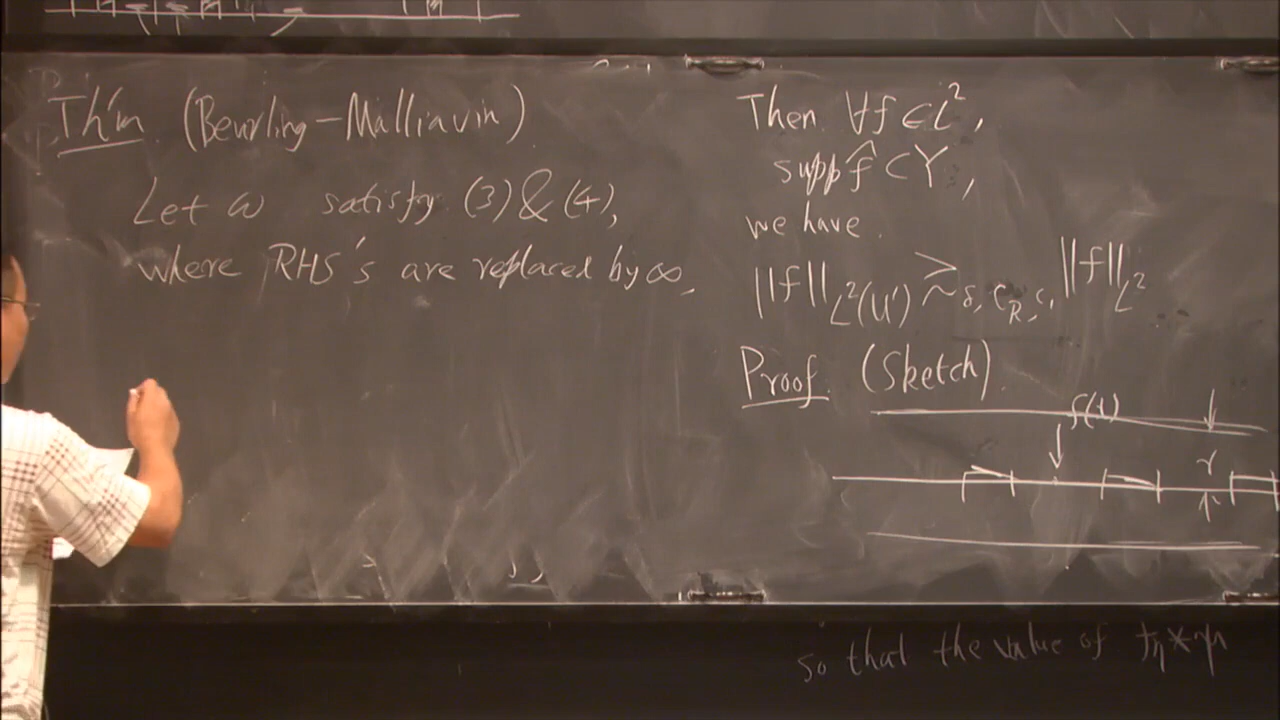 Th'm (Beurling-Malliavin)
Let ω satisfy (3) & (4),
where RHS's are replaced by ∞,
Then ∀f ∈ L²,
supp f̂ ⊂ Y,
we have
||f||_{L²(U')} ≳_{δ, C_R, C_1} ||f||_{L²}
Proof. (Sketch).
f(t)
r
so that the value of